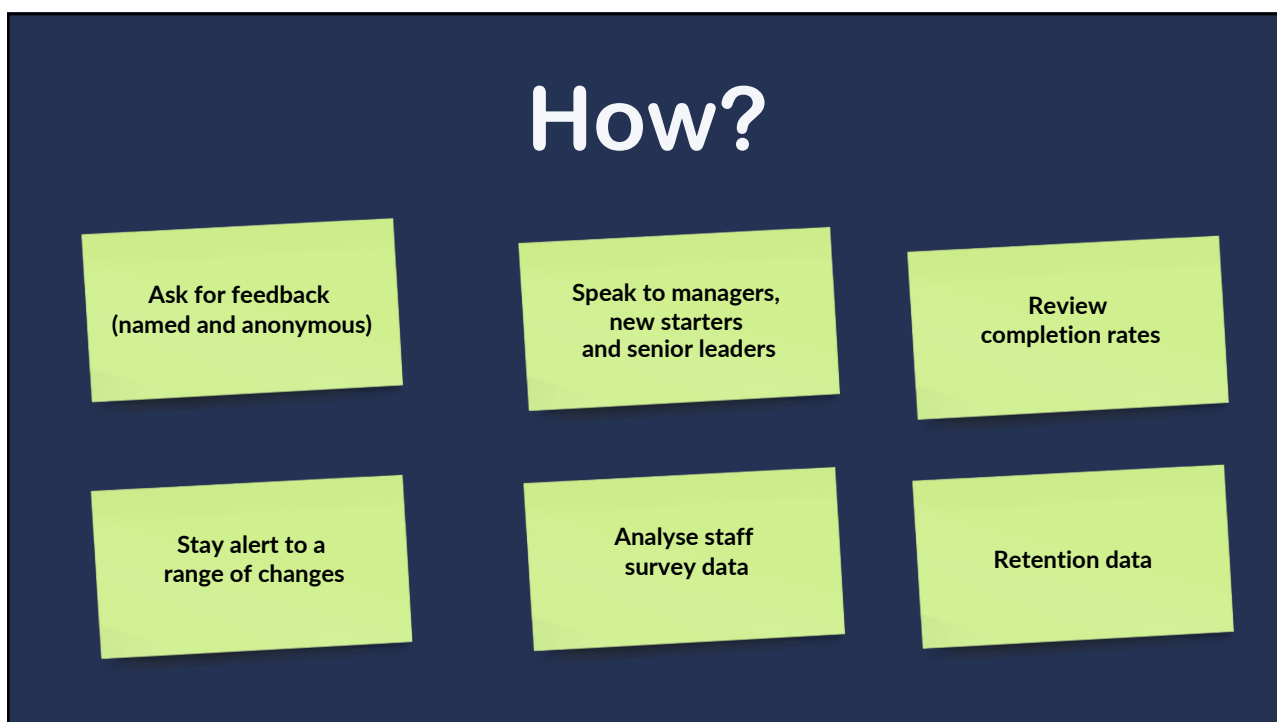 How?
Ask for feedback
(named and anonymous)
Speak to managers,
new starters
and senior leaders
Review
completion rates
Stay alert to a
range of changes
Analyse staff
survey data
Retention data